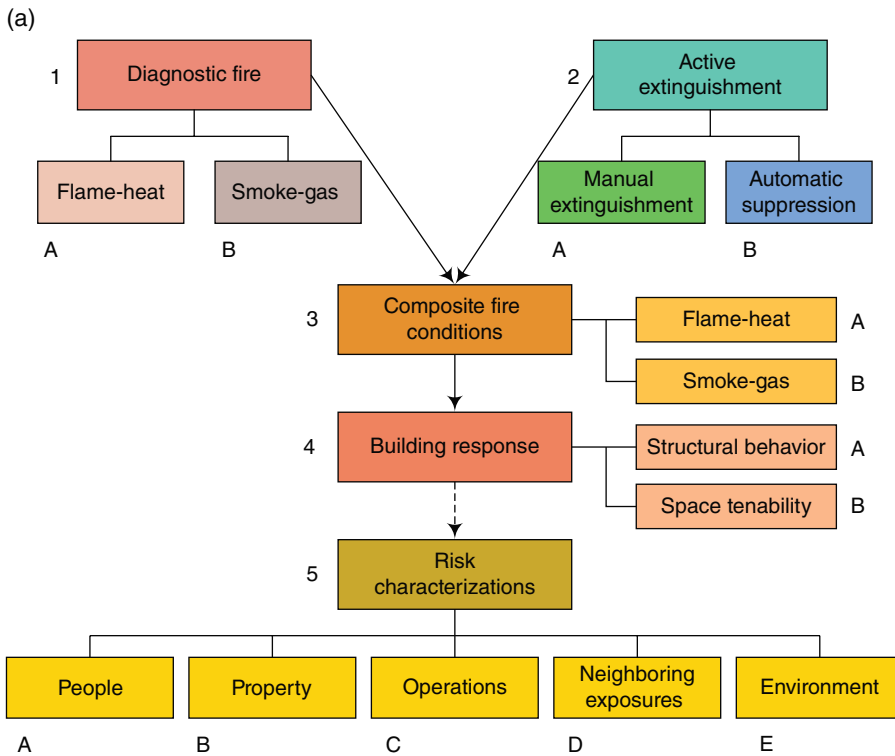 (a)
1
Diagnostic fire
2
Active
extinguishment
Flame-heat
Smoke-gas
Manual
extinguishment
Automatic
suppression
A
B
A
B
3
Composite fire
conditions
Flame-heat
A
Smoke-gas
B
4
Building response
Structural behavior
A
Space tenability
B
5
Risk
characterizations
People
Property
Operations
Neighboring
exposures
Environment
A
B
C
D
E